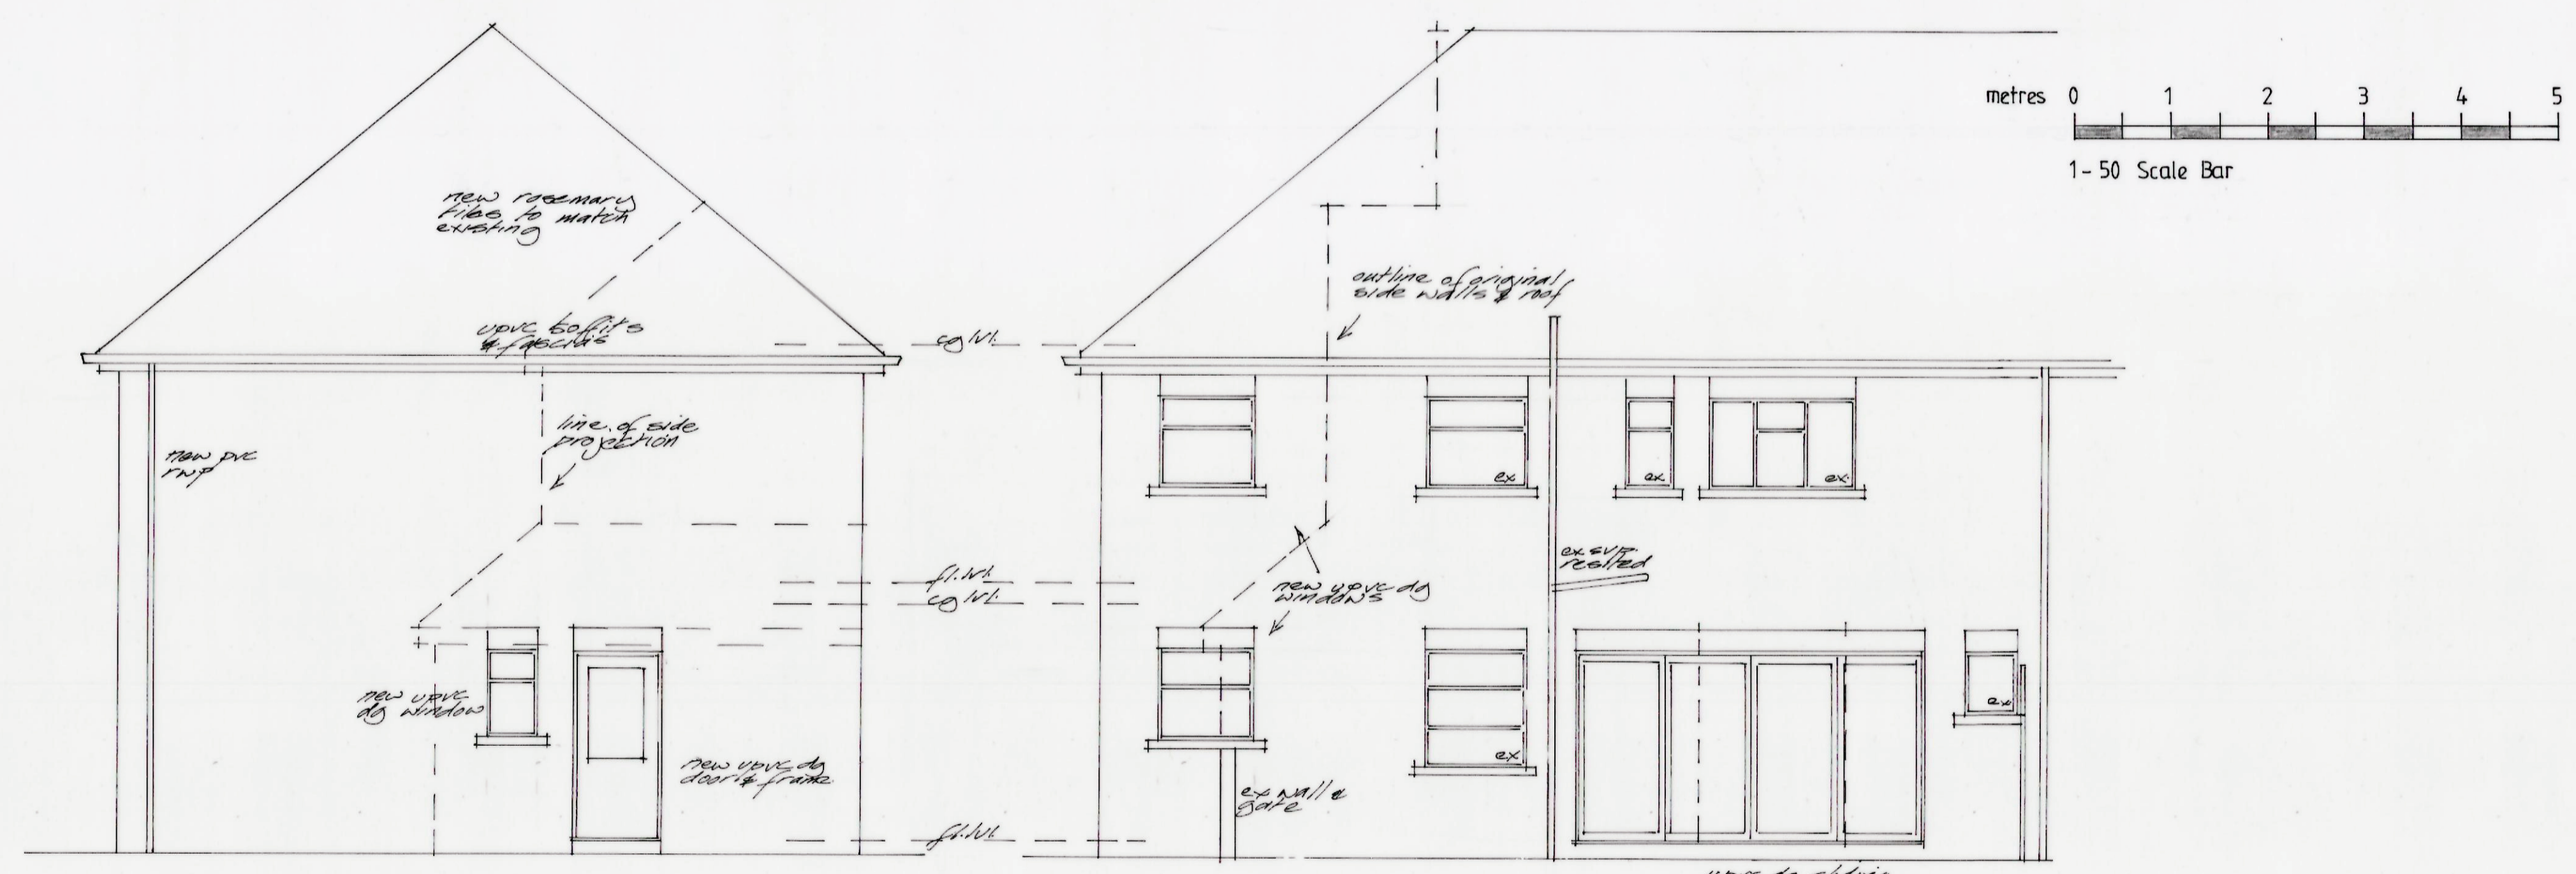 metres 0 1 2 3 4 5
1-50 Scale Bar
new rosemary
tiles to match
existing
upvc soffits
& fascias
cg lvl.
outline of original
side walls & roof
line of side
projection
new pvc
rwp
ex
ex
ex.
ex svp.
resited
fl.lvl.
cg lvl.
new upvc dg
windows
new upvc
dg window
new upvc dg
door & frame
ex
ex
ex wall &
gate
fl.lvl.